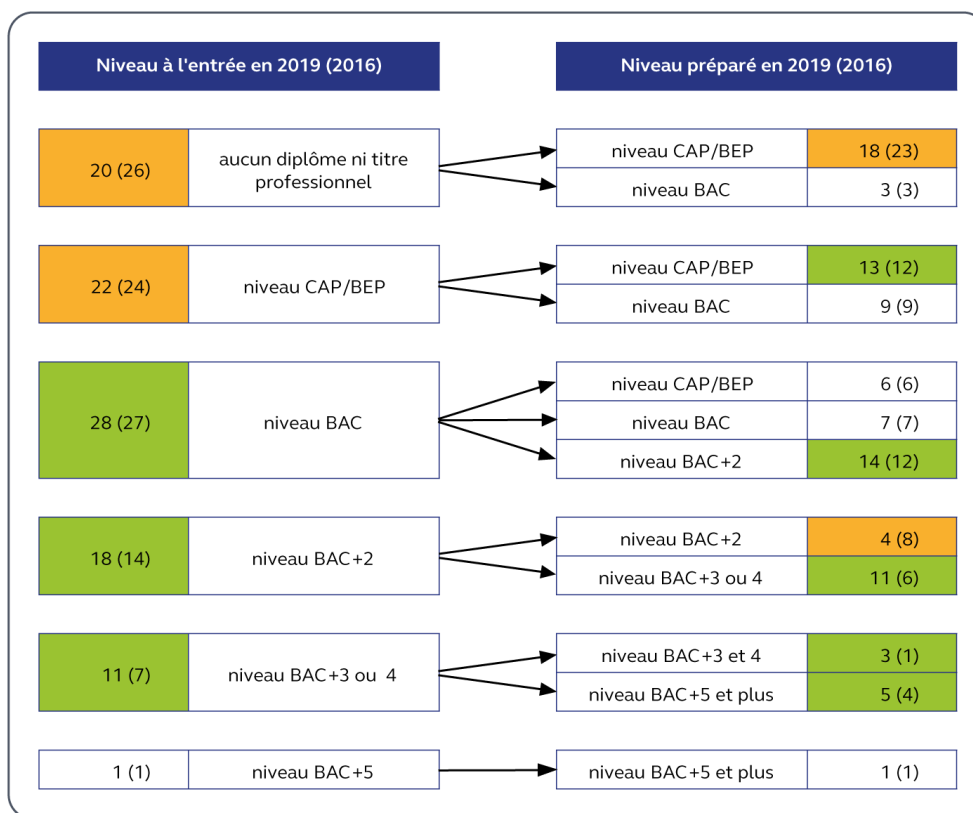 Niveau à l'entrée en 2019 (2016)
Niveau préparé en 2019 (2016)
20 (26)
aucun diplôme ni titre
professionnel
niveau CAP/BEP
18 (23)
niveau BAC
3 (3)
22 (24)
niveau CAP/BEP
niveau CAP/BEP
13 (12)
niveau BAC
9 (9)
28 (27)
niveau BAC
niveau CAP/BEP
6 (6)
niveau BAC
7 (7)
niveau BAC+2
14 (12)
18 (14)
niveau BAC+2
niveau BAC+2
4 (8)
niveau BAC+3 ou 4
11 (6)
11 (7)
niveau BAC+3 ou 4
niveau BAC+3 et 4
3 (1)
niveau BAC+5 et plus
5 (4)
1 (1)
niveau BAC+5
niveau BAC+5 et plus
1 (1)